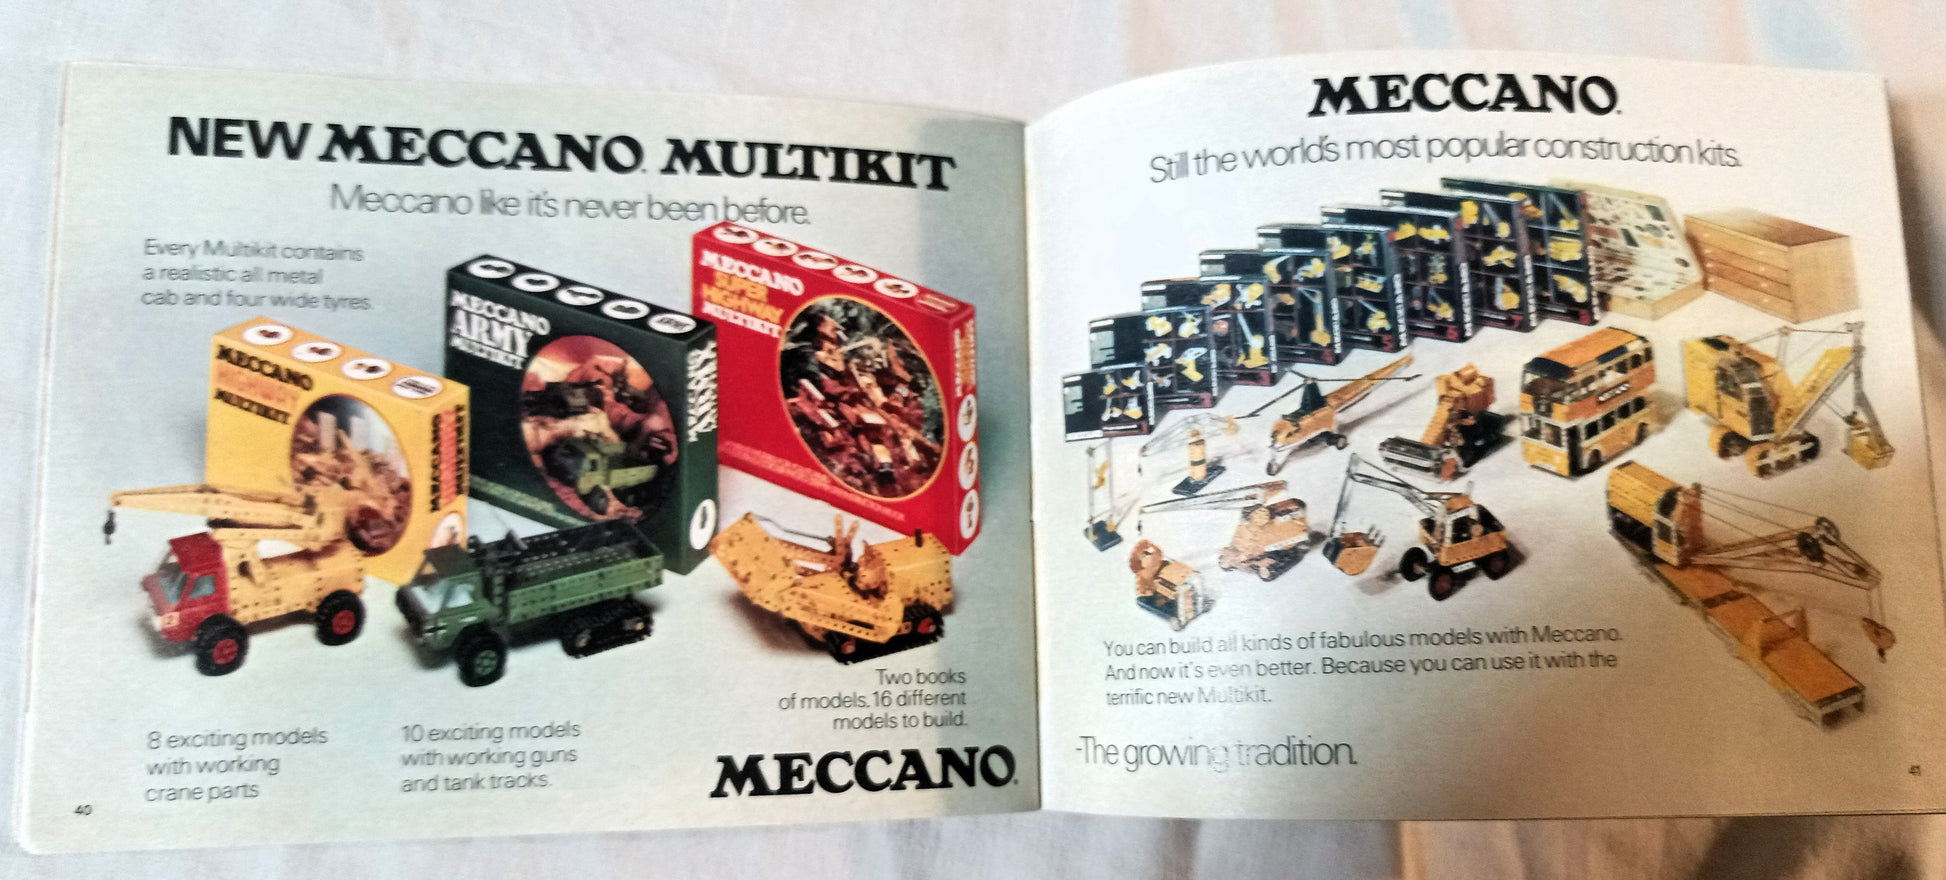 NEW MECCANO. MULTIKIT
Meccano like it's never been before.
Every Multikit contains
a realistic all metal
cab and four wide tyres.
MECCANO
HIGHWAY
MULTIKIT
MECCANO
ARMY
MULTIKIT
MECCANO
SUPER
HIGHWAY
MULTIKIT
8 exciting models
with working
crane parts
10 exciting models
with working guns
and tank tracks.
Two books
of models. 16 different
models to build.
MECCANO.
40
MECCANO.
Still the world's most popular construction kits.
You can build all kinds of fabulous models with Meccano.
And now it's even better. Because you can use it with the
terrific new Multikit.
-The growing tradition.
41